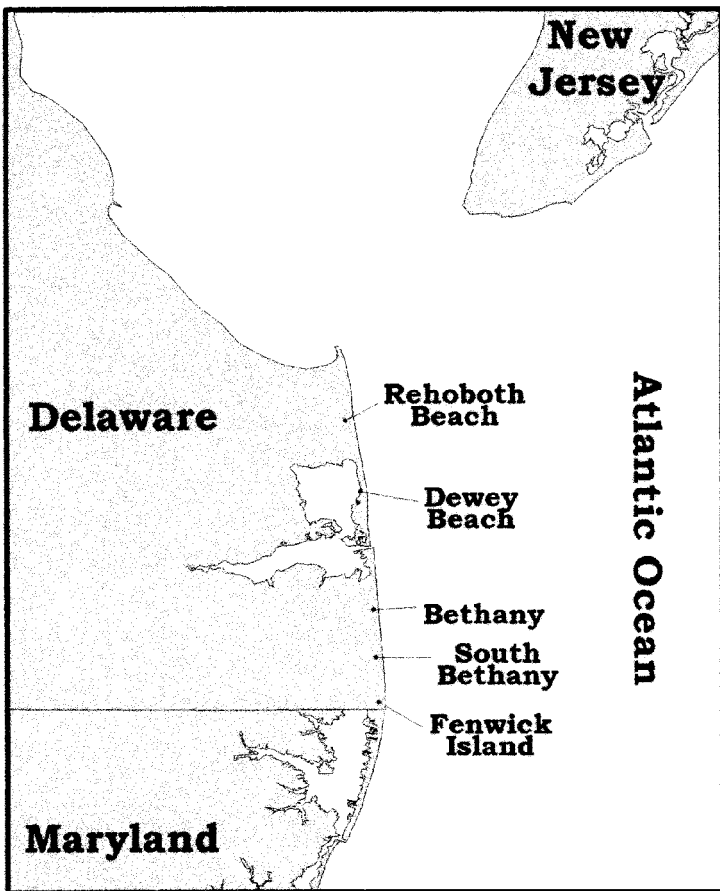 New
Jersey
Delaware
Rehoboth
Beach
Dewey
Beach
Atlantic Ocean
Bethany
South
Bethany
Fenwick
Island
Maryland